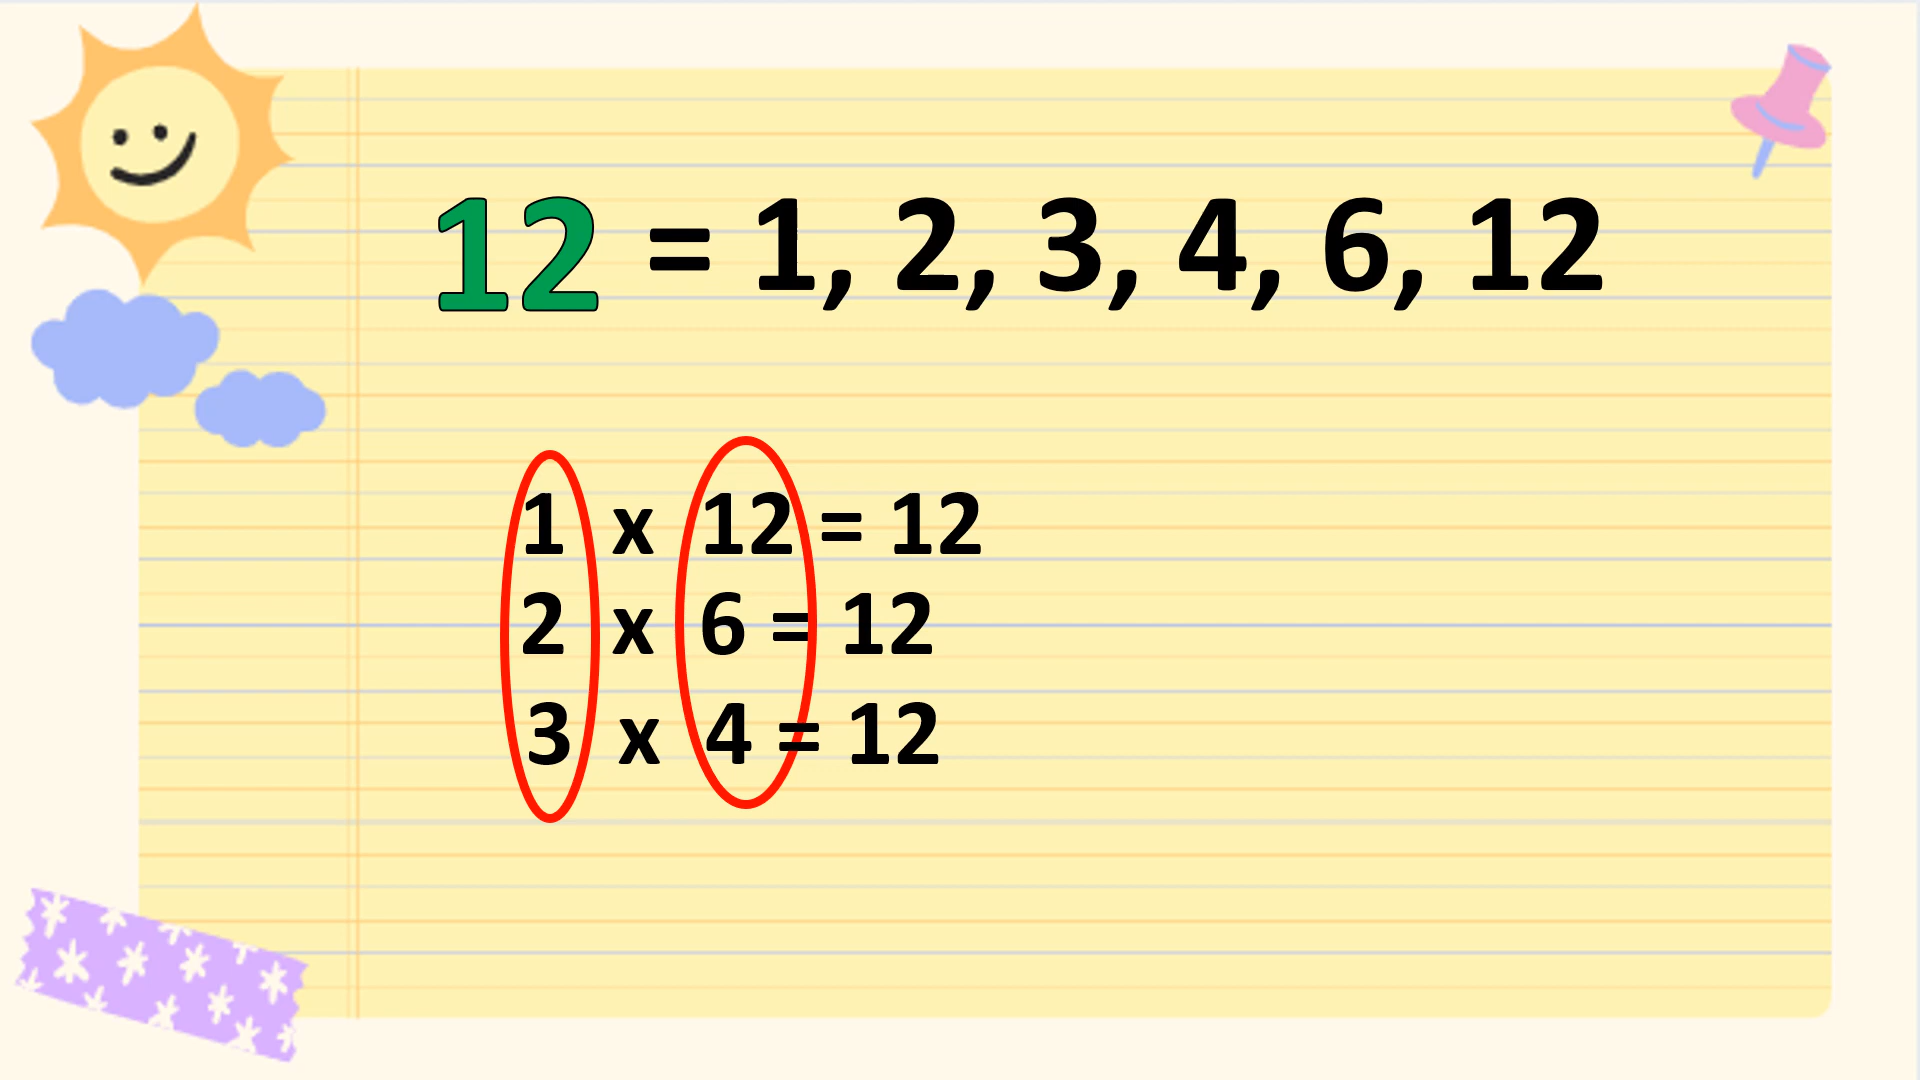 12 = 1, 2, 3, 4, 6, 12
1 x 12 = 12
2 x 6 = 12
3 x 4 = 12